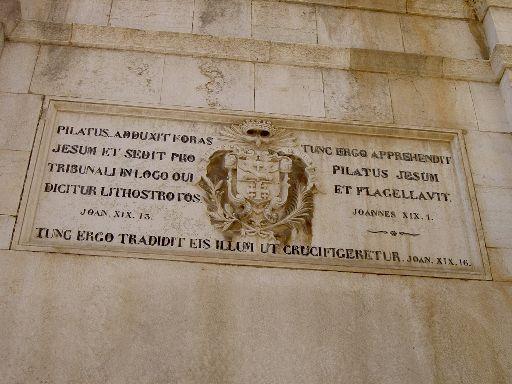 PILATUS ADDUXIT FORAS
JESUM ET SEDIT PRO
TRIBUNALI IN LOCO QUI
DICITUR LITHOSTROTOS.
JOAN. XIX. 13.
TUNC ERGO APPREHENDIT
PILATUS JESUM
ET FLAGELLAVIT.
JOANNES XIX. 1.
TUNC ERGO TRADIDIT EIS ILLUM UT CRUCIFIGERETUR. JOAN. XIX. 16.